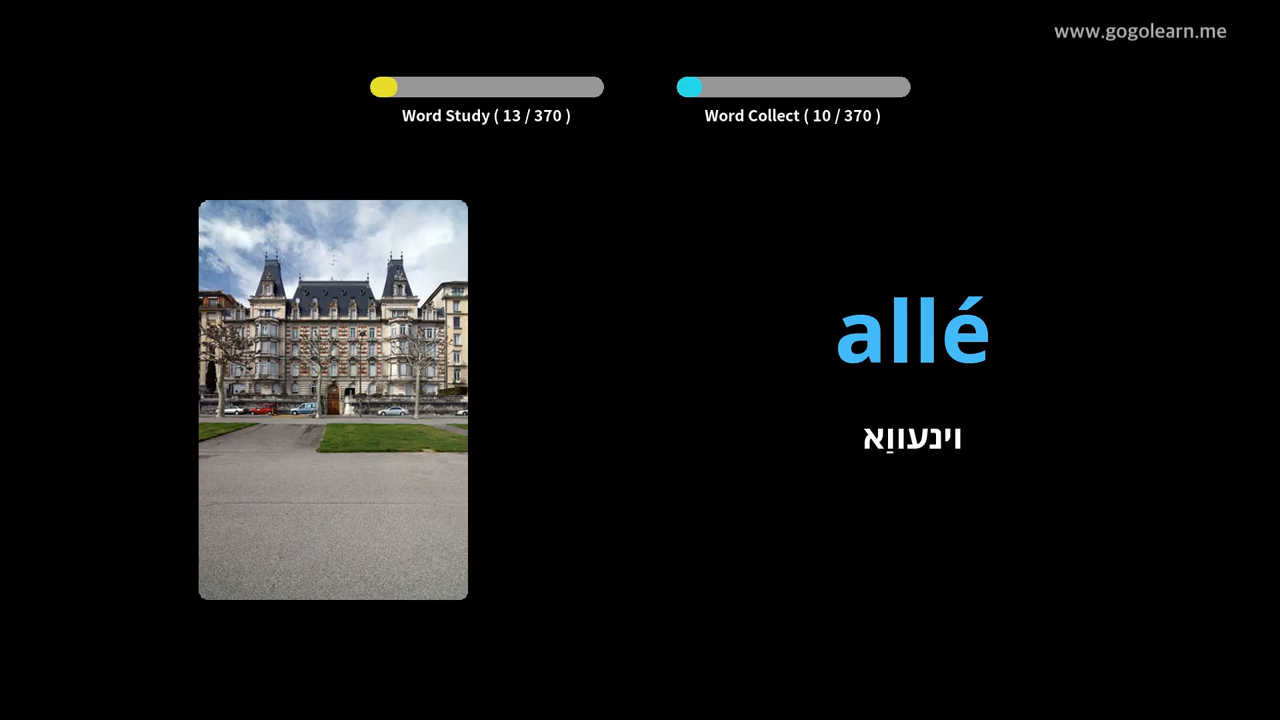 www.gogolearn.me
Word Study ( 13 / 370 )
Word Collect ( 10 / 370 )
allé
וינעווַא